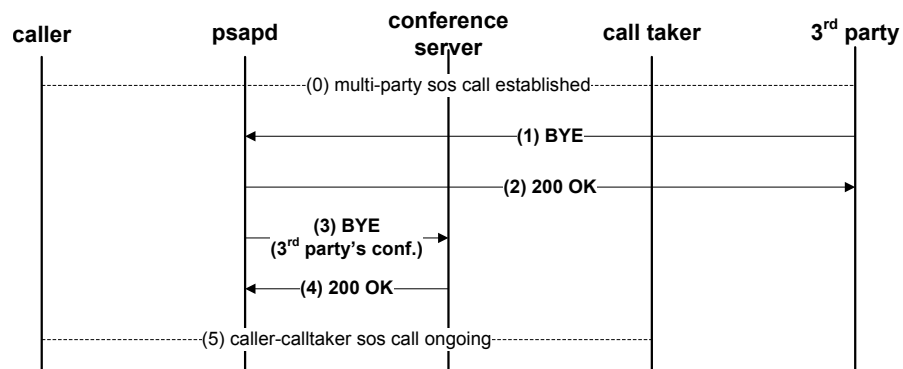 caller psapd conference server call taker 3rd party
(0) multi-party sos call established
(1) BYE
(2) 200 OK
(3) BYE
(3rd party's conf.)
(4) 200 OK
(5) caller-calltaker sos call ongoing